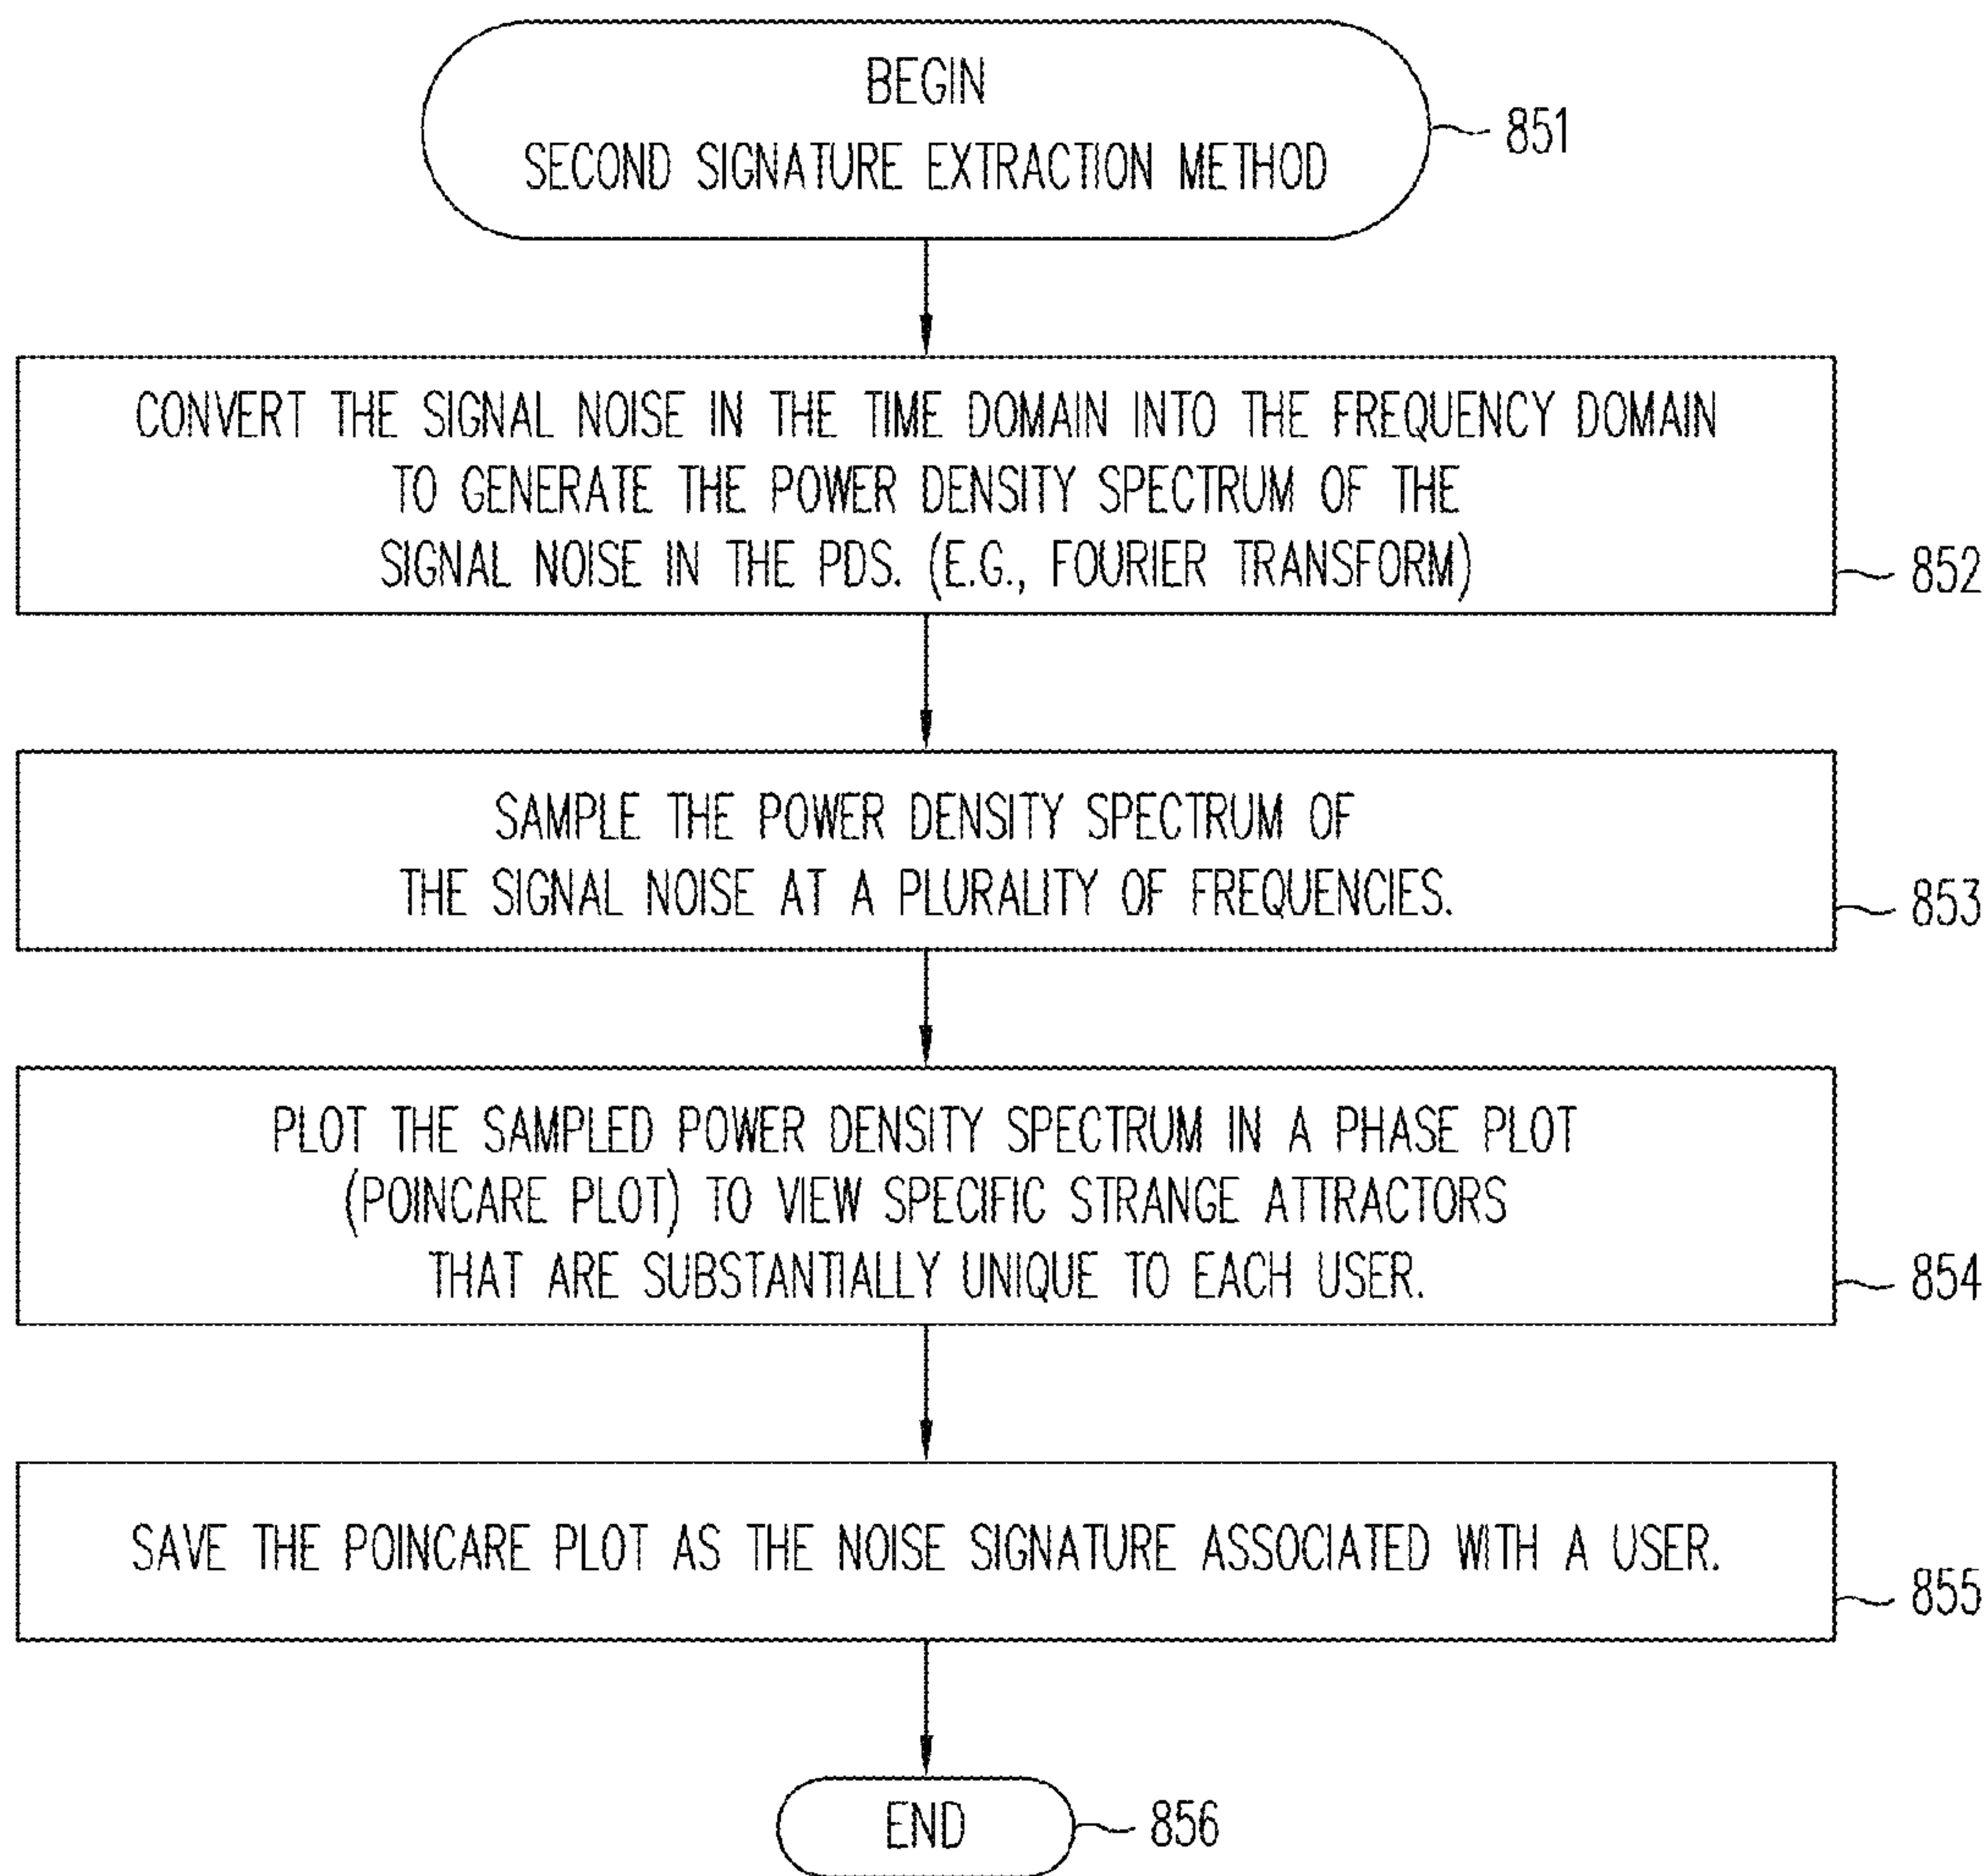 BEGIN
SECOND SIGNATURE EXTRACTION METHOD
851
CONVERT THE SIGNAL NOISE IN THE TIME DOMAIN INTO THE FREQUENCY DOMAIN
TO GENERATE THE POWER DENSITY SPECTRUM OF THE
SIGNAL NOISE IN THE PDS. (E.G., FOURIER TRANSFORM)
852
SAMPLE THE POWER DENSITY SPECTRUM OF
THE SIGNAL NOISE AT A PLURALITY OF FREQUENCIES.
853
PLOT THE SAMPLED POWER DENSITY SPECTRUM IN A PHASE PLOT
(POINCARE PLOT) TO VIEW SPECIFIC STRANGE ATTRACTORS
THAT ARE SUBSTANTIALLY UNIQUE TO EACH USER.
854
SAVE THE POINCARE PLOT AS THE NOISE SIGNATURE ASSOCIATED WITH A USER.
855
END
856